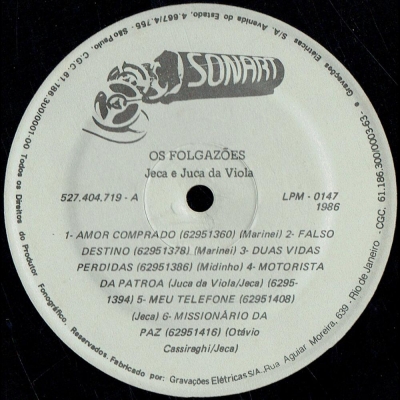 SONART
OS FOLGAZÕES
Jeca e Juca da Viola
527.404.719 - A
LPM - 0147
1986
1- AMOR COMPRADO (62951360) (Marinei) 2- FALSO
DESTINO (62951378) (Marinei) 3- DUAS VIDAS
PERDIDAS (62951386) (Midinho) 4- MOTORISTA
DA PATROA (Juca da Viola/Jeca) (6295-
1394) 5- MEU TELEFONE (62951408)
(Jeca) 6- MISSIONÀRIO DA
PAZ (62951416) (Otávio
Cassiraghi/Jeca)
e Gravações Elétricas S/A. Avenida do Estado, 4.667/4.755 - São Paulo. C.G.C. 61.186.300/0001-00 Todos os Direitos do Produtor Fonográfico. Reservados. Fabricado por: Gravações Elétricas S/A., Rua Aguiar Moreira, 639 - Rio de Janeiro - CGC. 61.186.300/0003-63 -